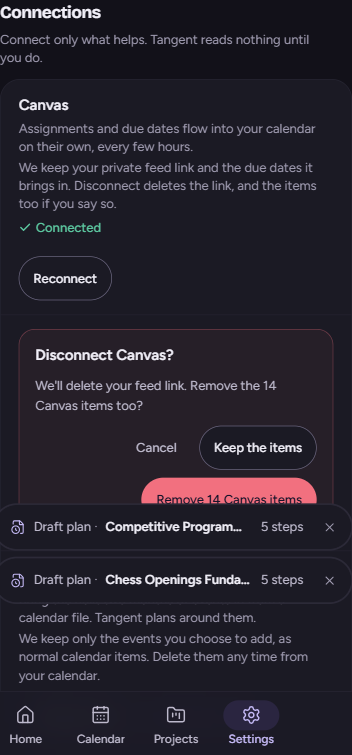 Connections
Connect only what helps. Tangent reads nothing until
you do.
Canvas
Assignments and due dates flow into your calendar
on their own, every few hours.
We keep your private feed link and the due dates it
brings in. Disconnect deletes the link, and the items
too if you say so.
Connected
Reconnect
Disconnect Canvas?
We'll delete your feed link. Remove the 14
Canvas items too?
Cancel
Keep the items
Remove 14 Canvas items
Draft plan · Competitive Program... 5 steps
Draft plan · Chess Openings Funda... 5 steps
calendar file. Tangent plans around them.
We keep only the events you choose to add, as
normal calendar items. Delete them any time from
your calendar.
Home
Calendar
Projects
Settings